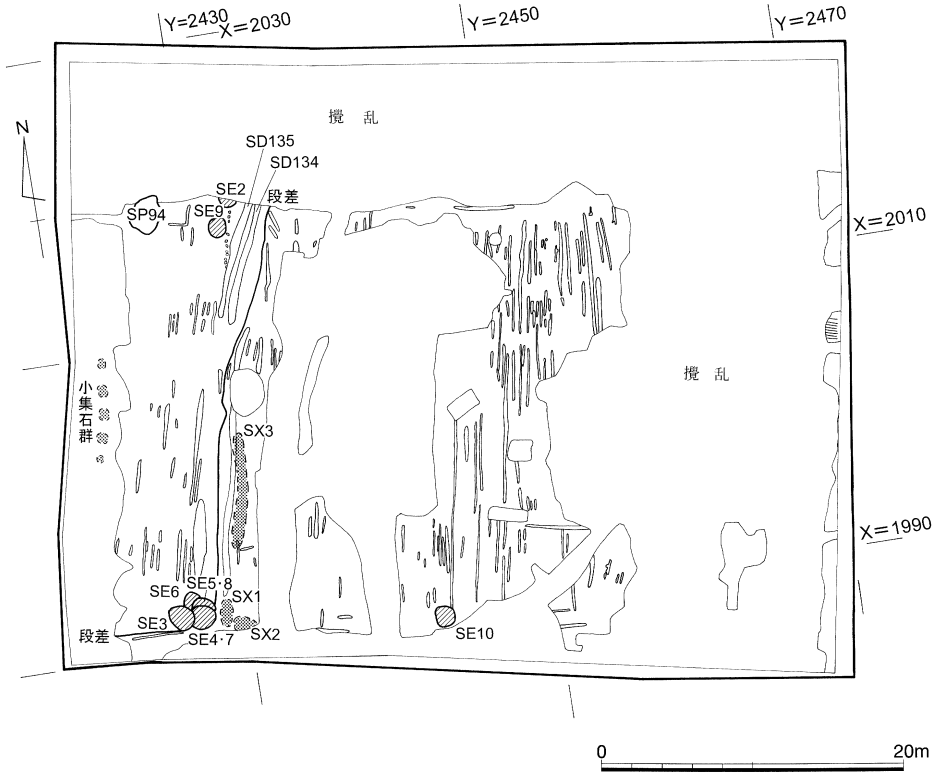 Y=2430
X=2030
Y=2450
Y=2470
攪 乱
N
SD135
SD134
SE2
段差
SP94
SE9
X=2010
攪 乱
小集石群
SX3
X=1990
SE5·8
SE6
SX1
SE3
段差
SE4·7
SX2
SE10
0
20m